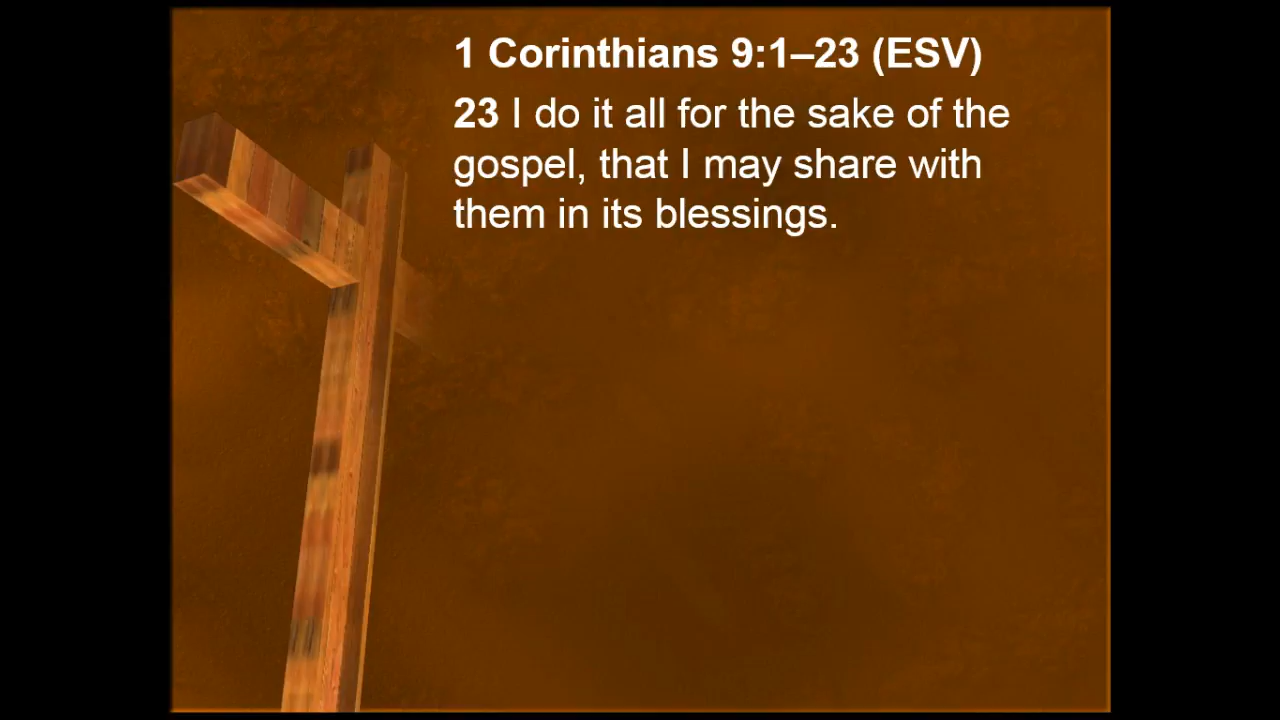 1 Corinthians 9:1–23 (ESV)
23 I do it all for the sake of the
gospel, that I may share with
them in its blessings.